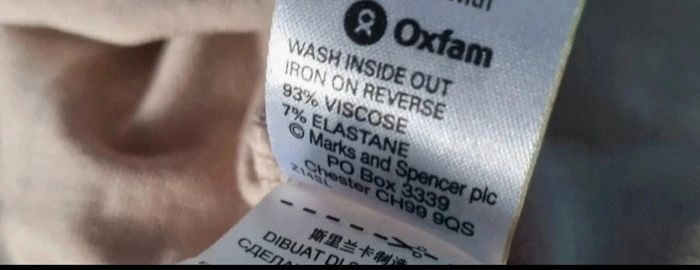 with
Oxfam
WASH INSIDE OUT
IRON ON REVERSE
93% VISCOSE
7% ELASTANE
© Marks and Spencer plc
PO Box 3339
Chester CH99 9QS
斯里兰卡制造
DIBUAT DI